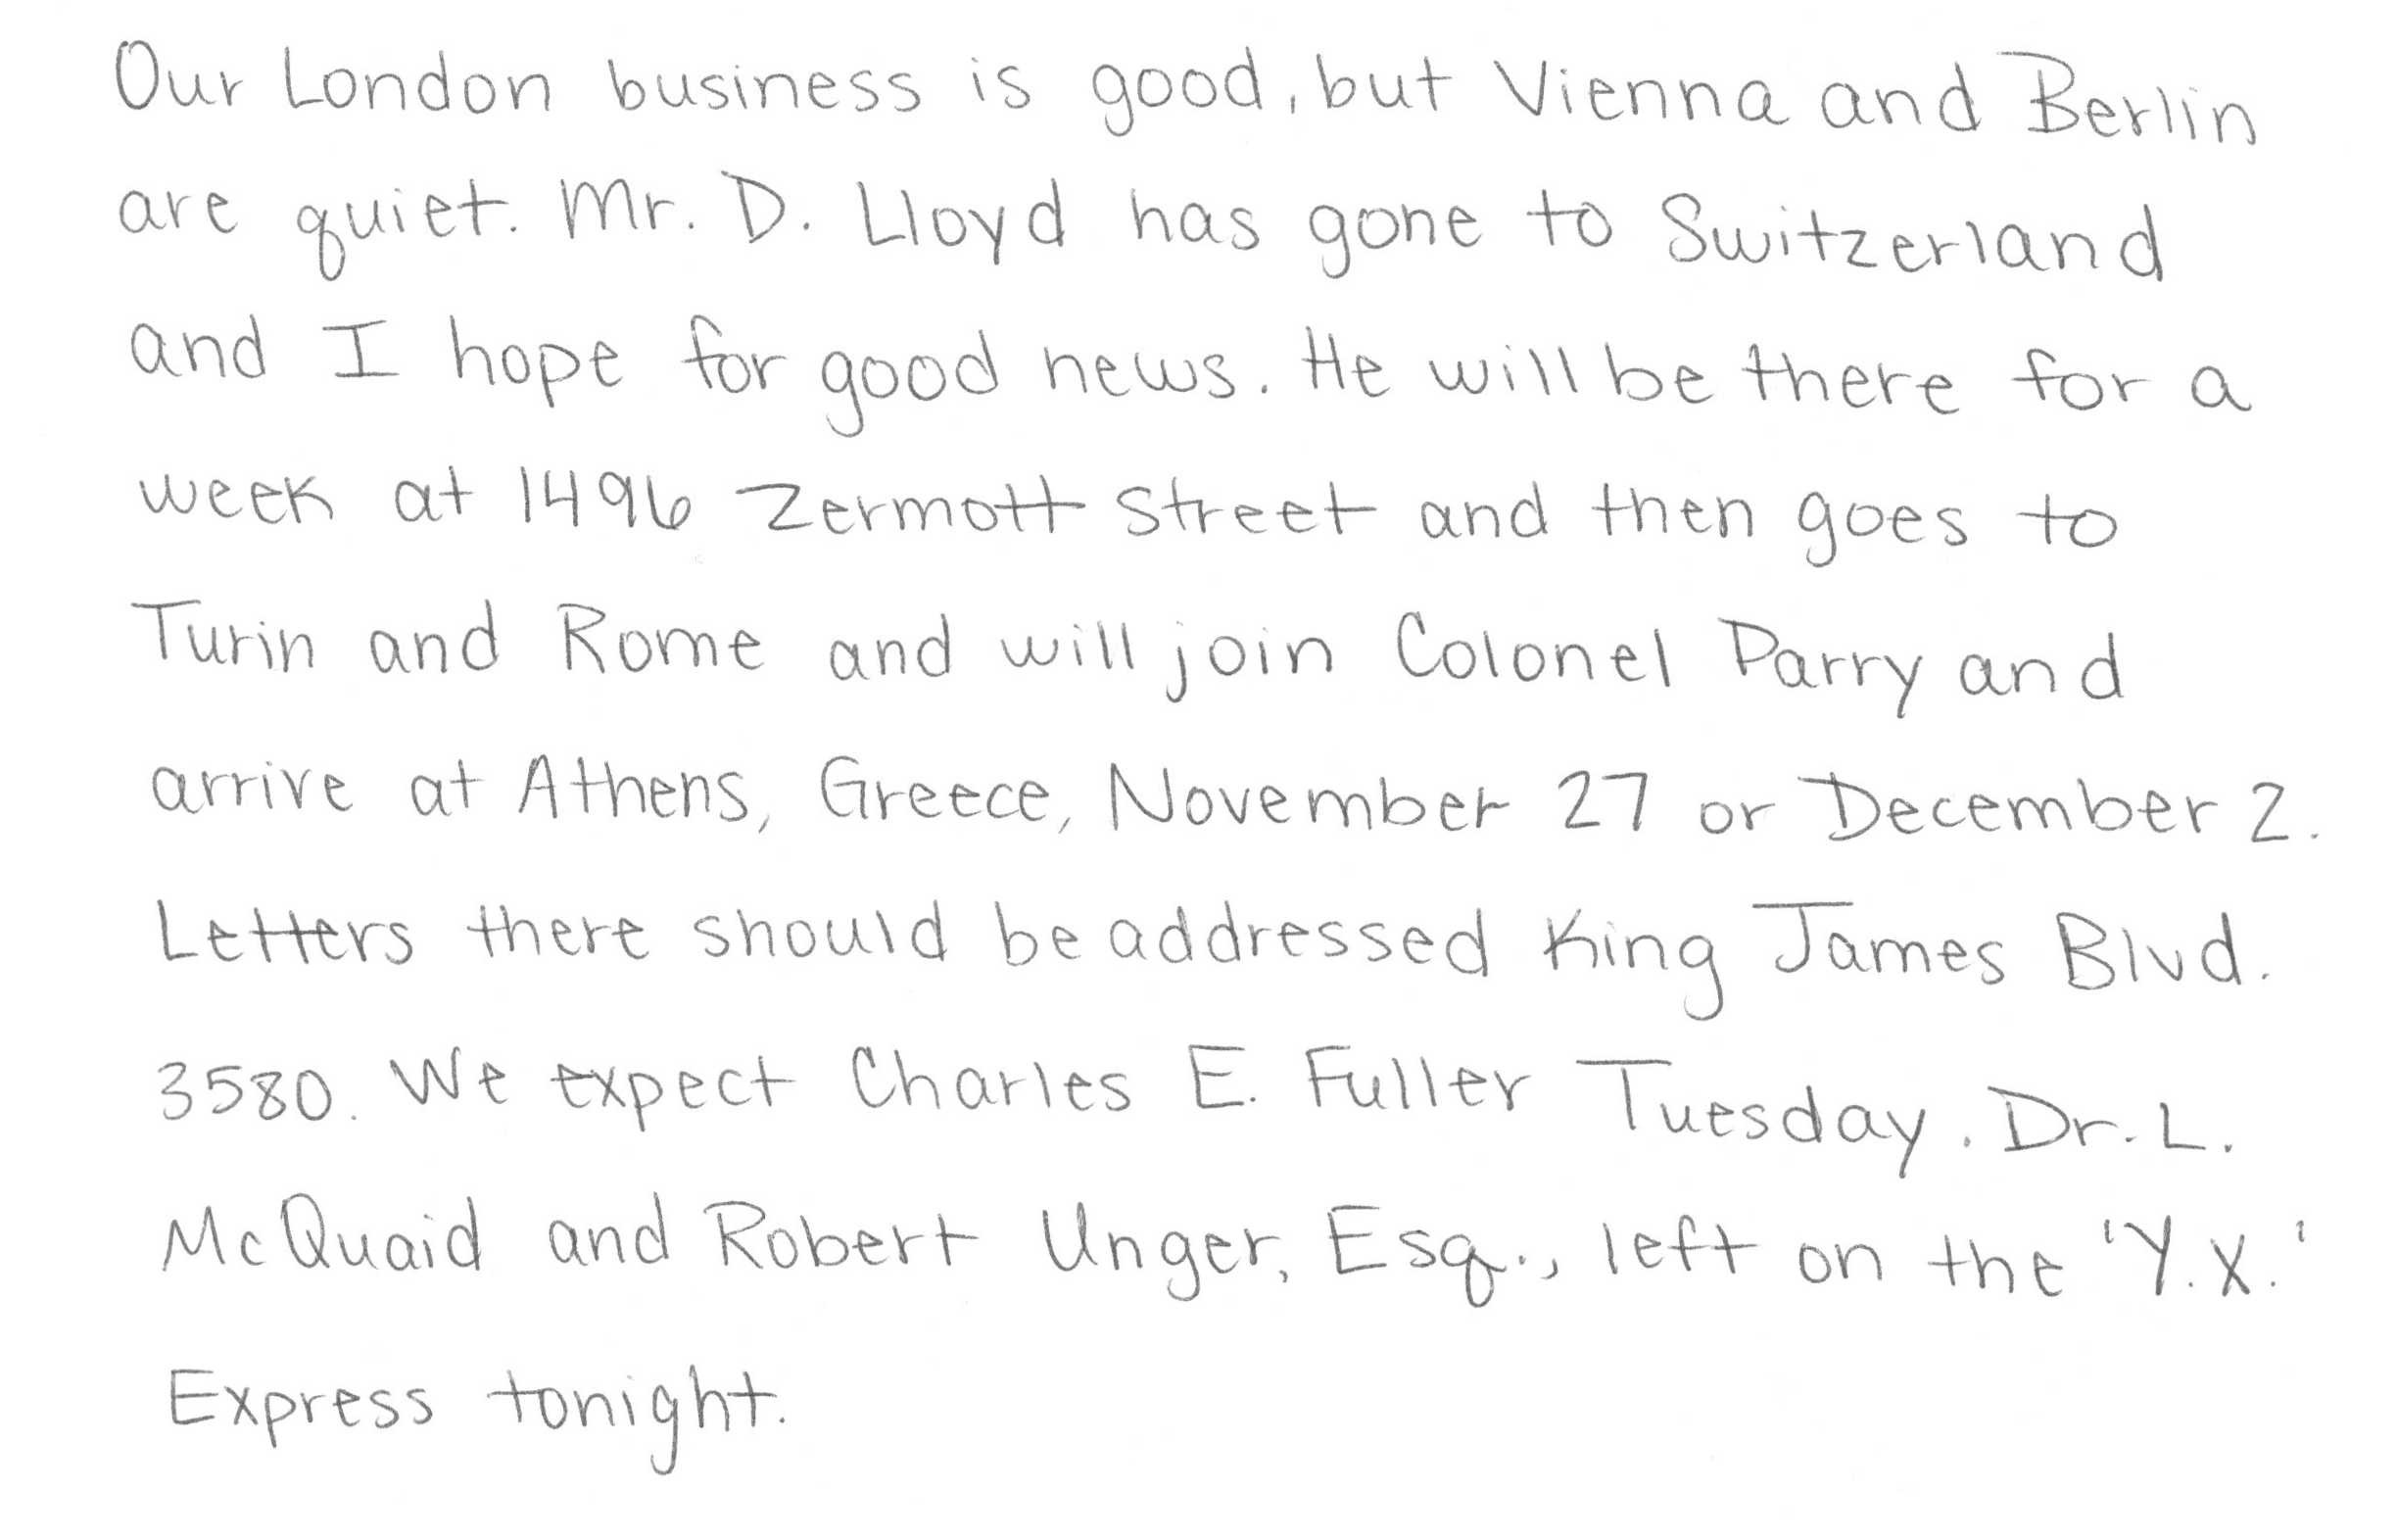 Our London business is good, but Vienna and Berlin
are quiet. Mr. D. Lloyd has gone to Switzerland
and I hope for good news. He will be there for a
week at 1496 Zermott Street and then goes to
Turin and Rome and will join Colonel Parry and
arrive at Athens, Greece, November 27 or December 2.
Letters there should be addressed King James Blvd.
3580. We expect Charles E. Fuller Tuesday. Dr. L.
McQuaid and Robert Unger, Esq., left on the 'Y.X.'
Express tonight.